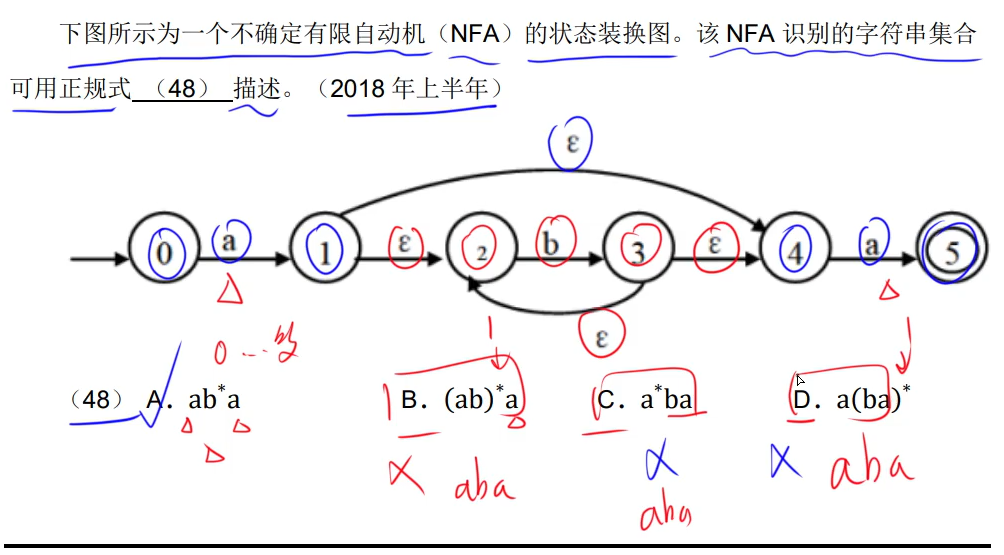 下图所示为一个不确定有限自动机（NFA）的状态装换图。该 NFA 识别的字符串集合
可用正规式 （48） 描述。（2018 年上半年）
ε
0 a 1 ε 2 b 3 ε 4 a 5
ε
0 … 多
（48） A．ab*a B．(ab)*a C．a*ba D．a(ba)*
aba aba
aba